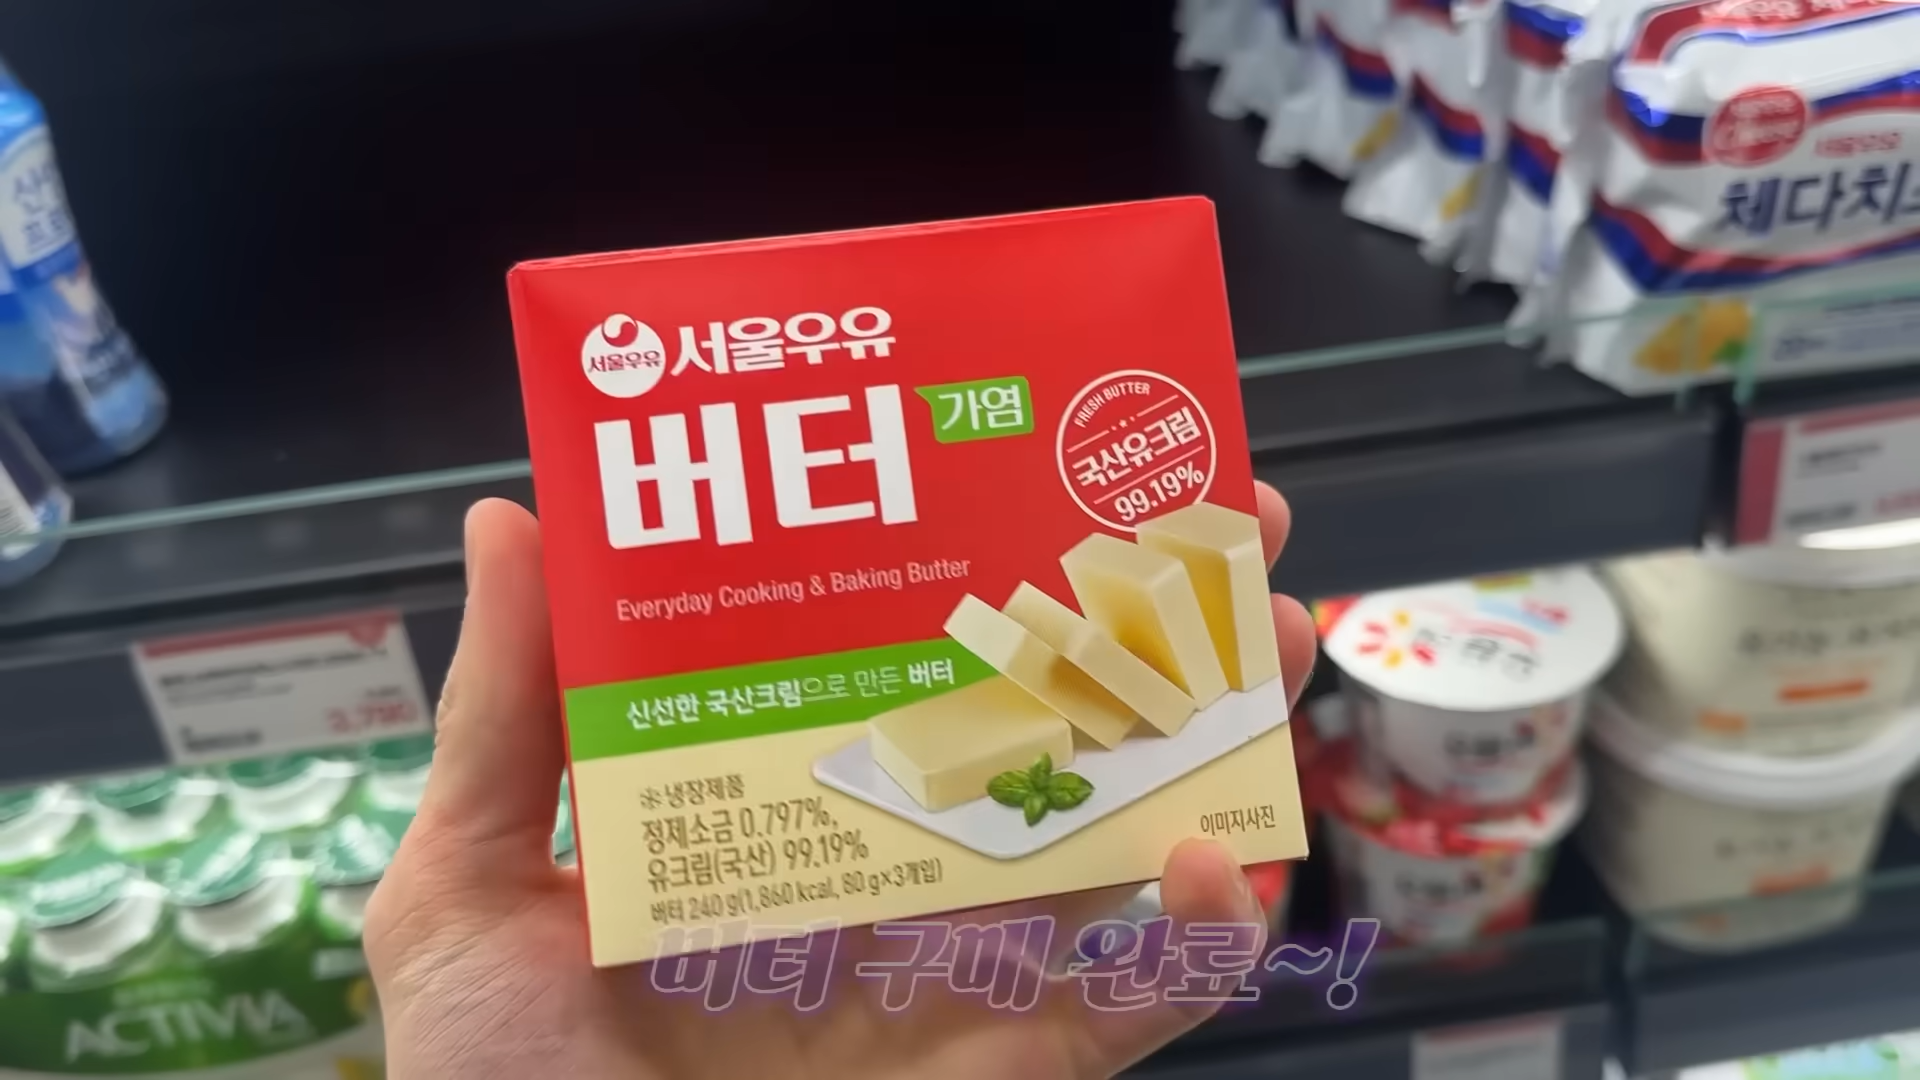 서울우유
서울우유
버터
가염
FRESH BUTTER
국산유크림
99.19%
Everyday Cooking & Baking Butter
신선한 국산크림으로 만든 버터
냉장제품
정제소금 0.797%,
유크림(국산) 99.19%
버터 240 g(1,860 kcal, 80 g×3개입)
이미지사진
버터 구매 완료~!
체다치
3,790
ACTIVIA